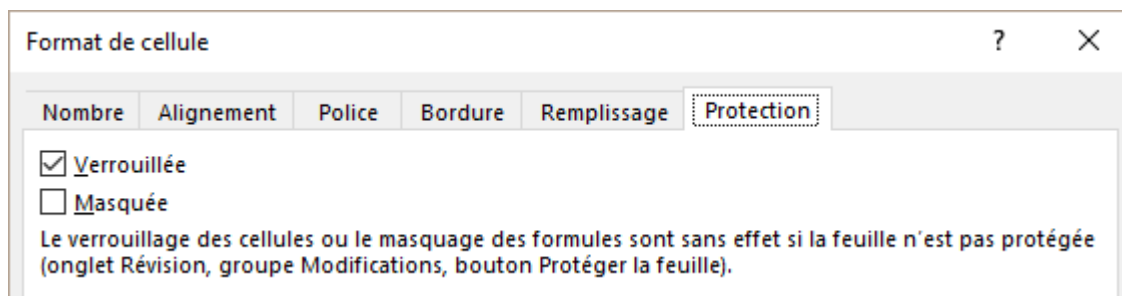 Format de cellule ? ×
Nombre Alignement Police Bordure Remplissage Protection
Verrouillée
Masquée
Le verrouillage des cellules ou le masquage des formules sont sans effet si la feuille n'est pas protégée
(onglet Révision, groupe Modifications, bouton Protéger la feuille).